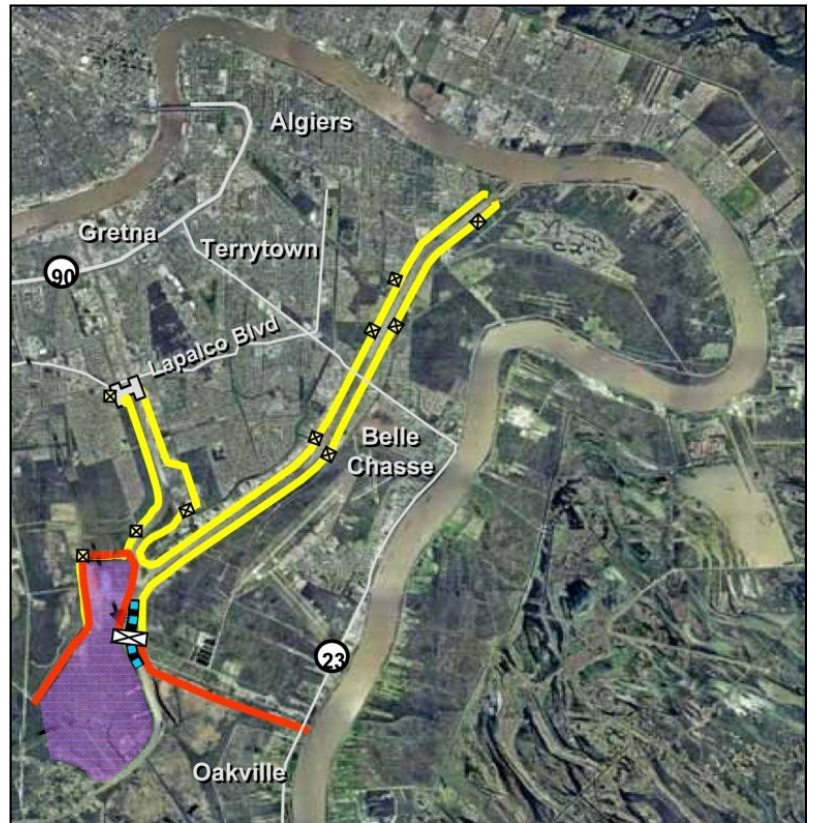 Algiers
Gretna
Terrytown
90
Lapalco Blvd
Belle
Chasse
23
Oakville